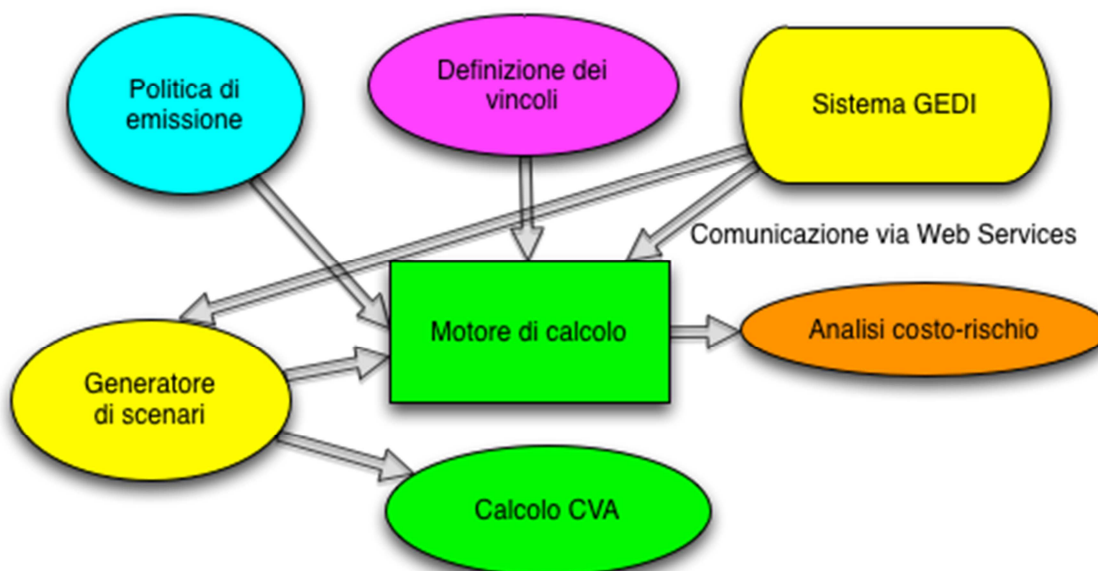 Politica di
emissione
Definizione dei
vincoli
Sistema GEDI
Comunicazione via Web Services
Motore di calcolo
Analisi costo-rischio
Generatore
di scenari
Calcolo CVA